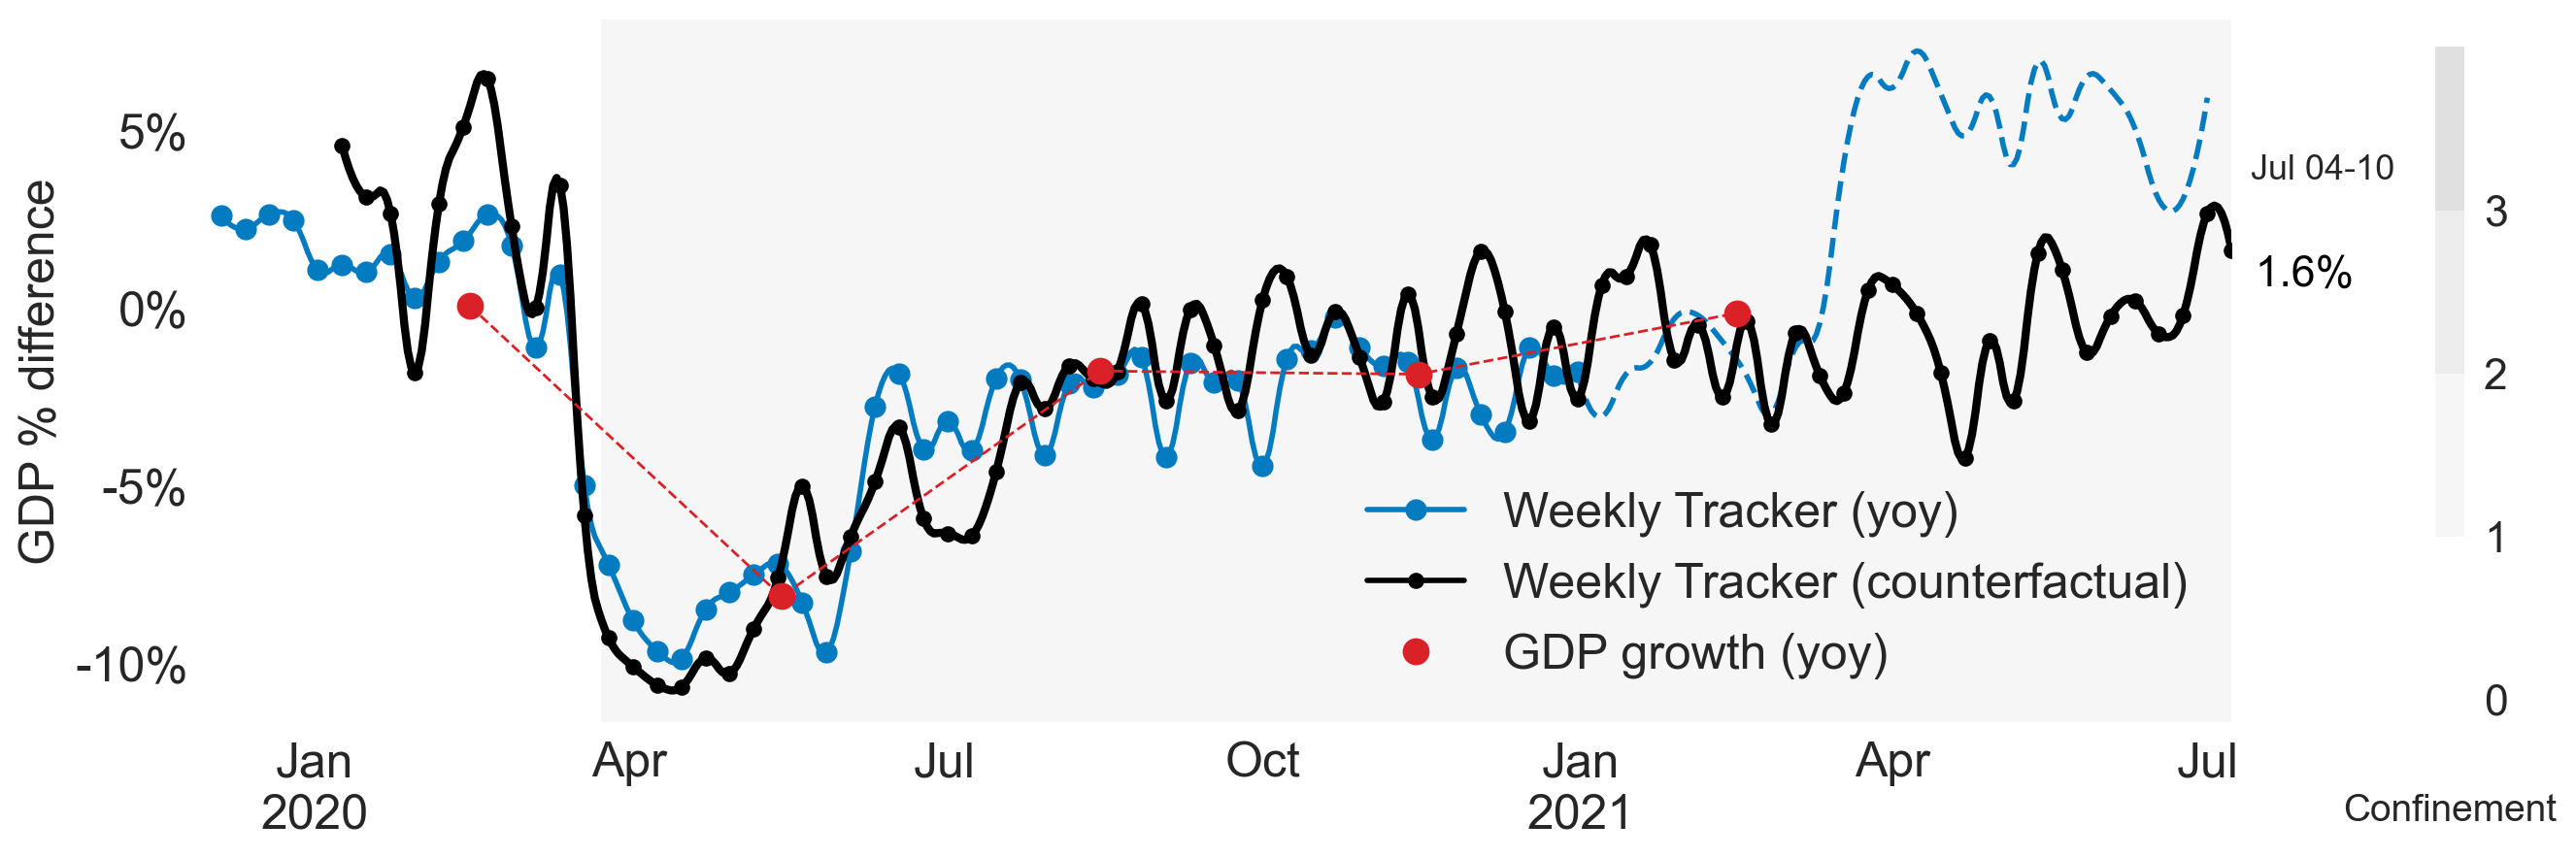 GDP % difference
5%
0%
-5%
-10%
Jan
2020
Apr
Jul
Oct
Jan
2021
Apr
Jul
Weekly Tracker (yoy)
Weekly Tracker (counterfactual)
GDP growth (yoy)
Jul 04-10
1.6%
3
2
1
0
Confinement